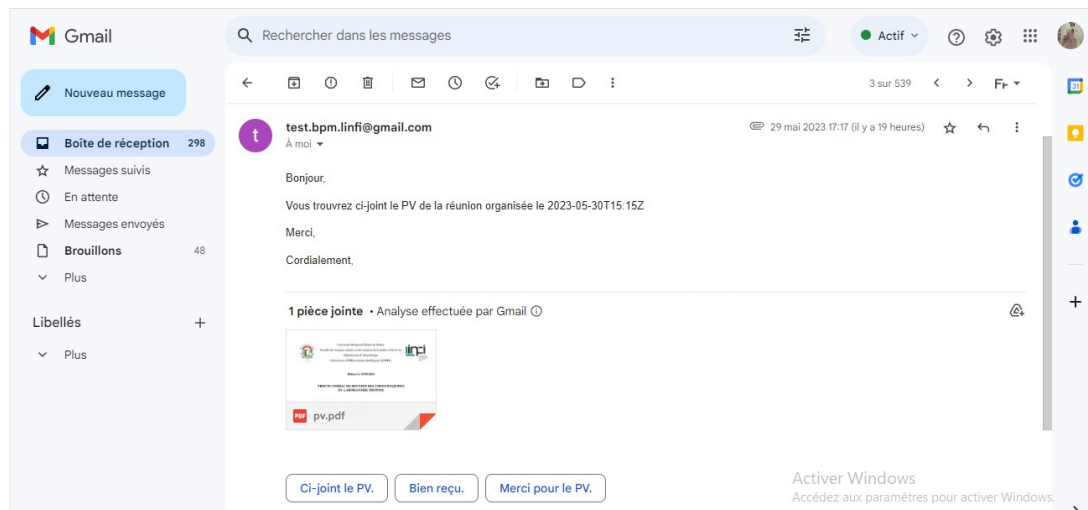 Gmail
Rechercher dans les messages
Actif
Nouveau message
3 sur 539
31
Boîte de réception 298
Messages suivis
En attente
Messages envoyés
Brouillons 48
Plus
Libellés
Plus
t
test.bpm.linfi@gmail.com
29 mai 2023 17:17 (il y a 19 heures)
À moi
Bonjour,
Vous trouvrez ci-joint le PV de la réunion organisée le 2023-05-30T15:15Z
Merci,
Cordialement,
1 pièce jointe • Analyse effectuée par Gmail
PDF pv.pdf
Ci-joint le PV.
Bien reçu.
Merci pour le PV.
Activer Windows
Accédez aux paramètres pour activer Windows.